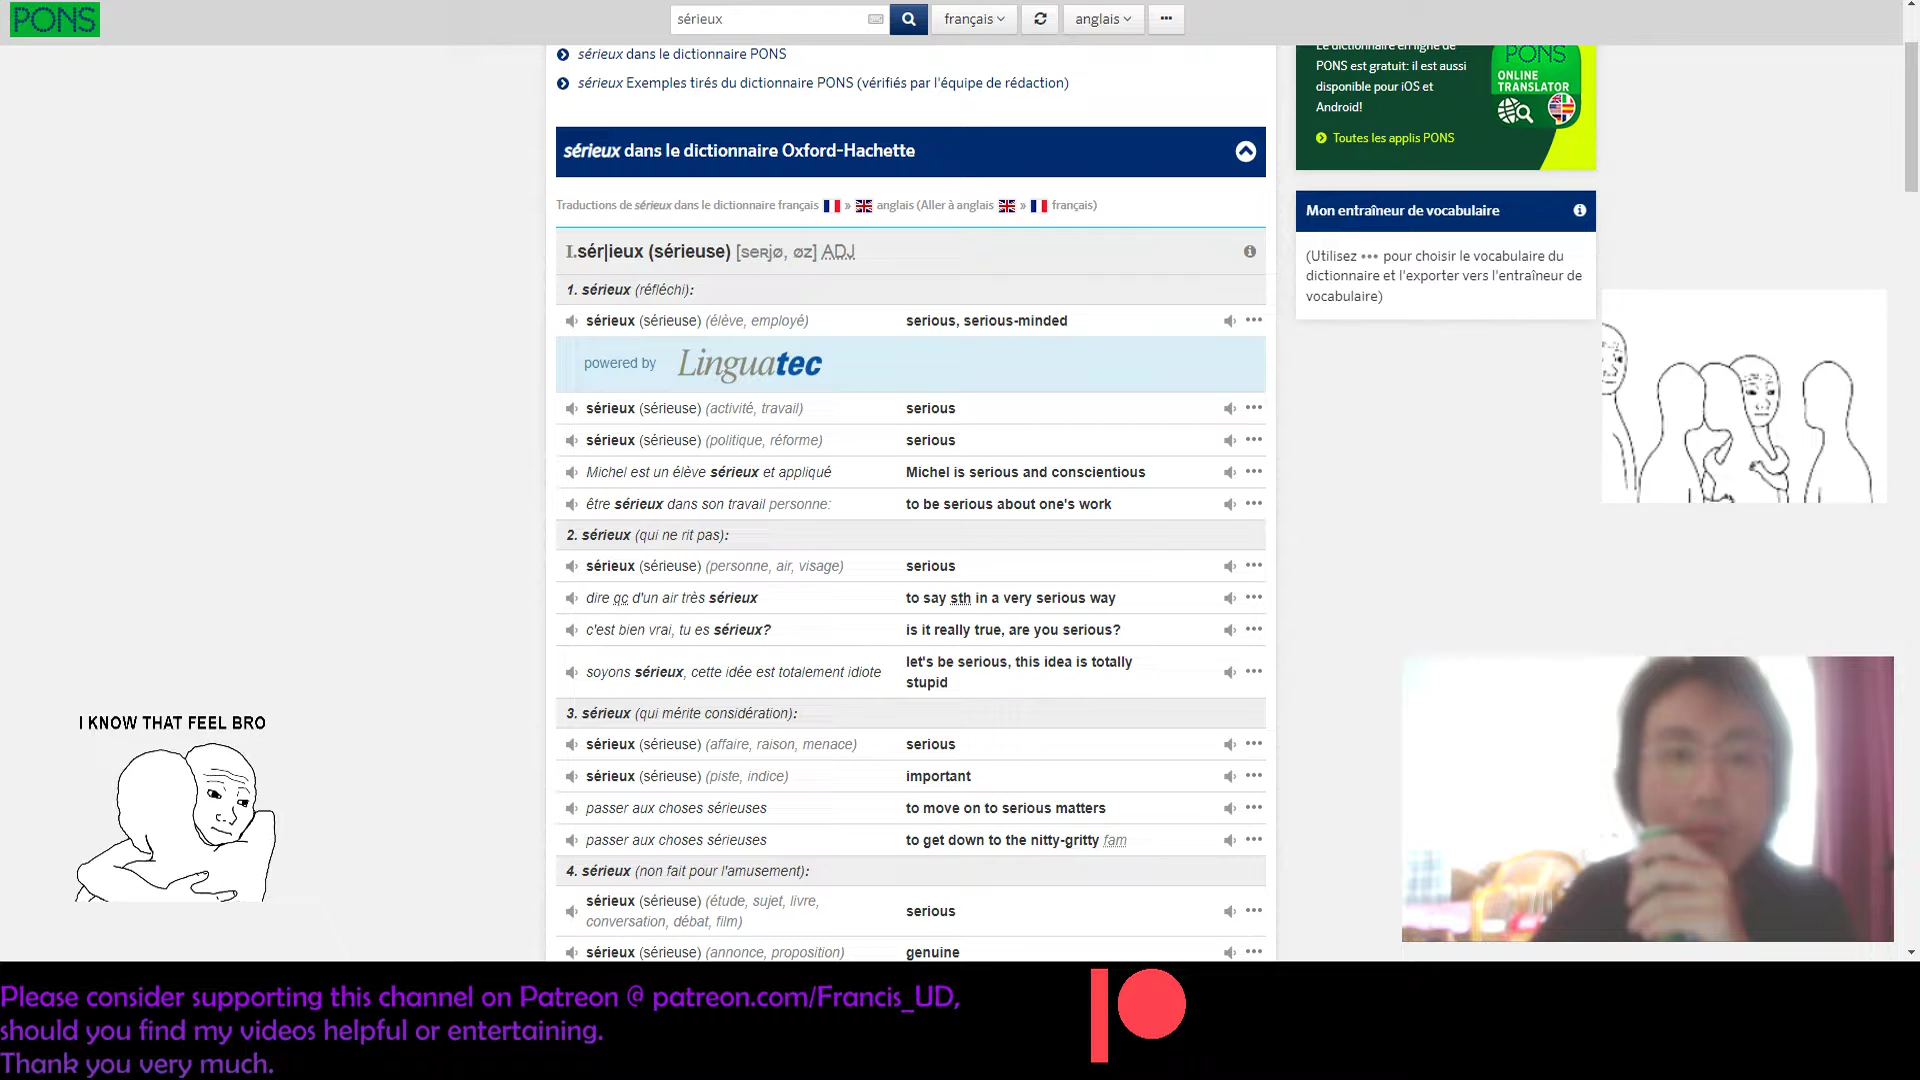 PONS
sérieux
français
anglais
sérieux dans le dictionnaire PONS
sérieux Exemples tirés du dictionnaire PONS (vérifiés par l'équipe de rédaction)
sérieux dans le dictionnaire Oxford-Hachette
Traductions de sérieux dans le dictionnaire français » anglais (Aller à anglais » français)
I.sér|ieux (sérieuse) [seʀjø, øz] ADJ
1. sérieux (réfléchi):
sérieux (sérieuse) (élève, employé) serious, serious-minded
powered by Linguatec
sérieux (sérieuse) (activité, travail) serious
sérieux (sérieuse) (politique, réforme) serious
Michel est un élève sérieux et appliqué Michel is serious and conscientious
être sérieux dans son travail personne: to be serious about one's work
2. sérieux (qui ne rit pas):
sérieux (sérieuse) (personne, air, visage) serious
dire qc d'un air très sérieux to say sth in a very serious way
c'est bien vrai, tu es sérieux? is it really true, are you serious?
soyons sérieux, cette idée est totalement idiote let's be serious, this idea is totally
stupid
3. sérieux (qui mérite considération):
sérieux (sérieuse) (affaire, raison, menace) serious
sérieux (sérieuse) (piste, indice) important
passer aux choses sérieuses to move on to serious matters
passer aux choses sérieuses to get down to the nitty-gritty fam
4. sérieux (non fait pour l'amusement):
sérieux (sérieuse) (étude, sujet, livre,
conversation, débat, film) serious
sérieux (sérieuse) (annonce, proposition) genuine
Le dictionnaire en ligne de
PONS est gratuit: il est aussi
disponible pour iOS et
Android!
Toutes les applis PONS
PONS
ONLINE
TRANSLATOR
Mon entraîneur de vocabulaire
(Utilisez ••• pour choisir le vocabulaire du
dictionnaire et l'exporter vers l'entraîneur de
vocabulaire)
I KNOW THAT FEEL BRO
Please consider supporting this channel on Patreon @ patreon.com/Francis_UD,
should you find my videos helpful or entertaining.
Thank you very much.